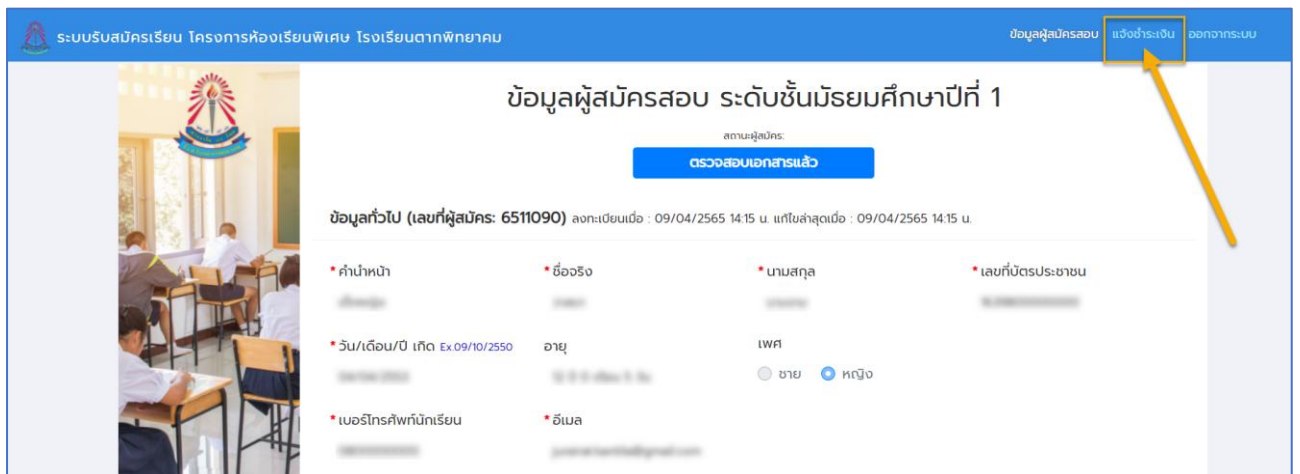 ระบบรับสมัครเรียน โครงการห้องเรียนพิเศษ โรงเรียนตากพิทยาคม
ข้อมูลผู้สมัครสอบ แจ้งชำระเงิน ออกจากระบบ
ข้อมูลผู้สมัครสอบ ระดับชั้นมัธยมศึกษาปีที่ 1
สถานะผู้สมัคร:
ตรวจสอบเอกสารแล้ว
ข้อมูลทั่วไป (เลขที่ผู้สมัคร: 6511090) ลงทะเบียนเมื่อ : 09/04/2565 14:15 น. แก้ไขล่าสุดเมื่อ : 09/04/2565 14:15 น.
* คำนำหน้า * ชื่อจริง * นามสกุล * เลขที่บัตรประชาชน
* วัน/เดือน/ปี เกิด Ex.09/10/2550 อายุ เพศ
ชาย หญิง
* เบอร์โทรศัพท์นักเรียน * อีเมล